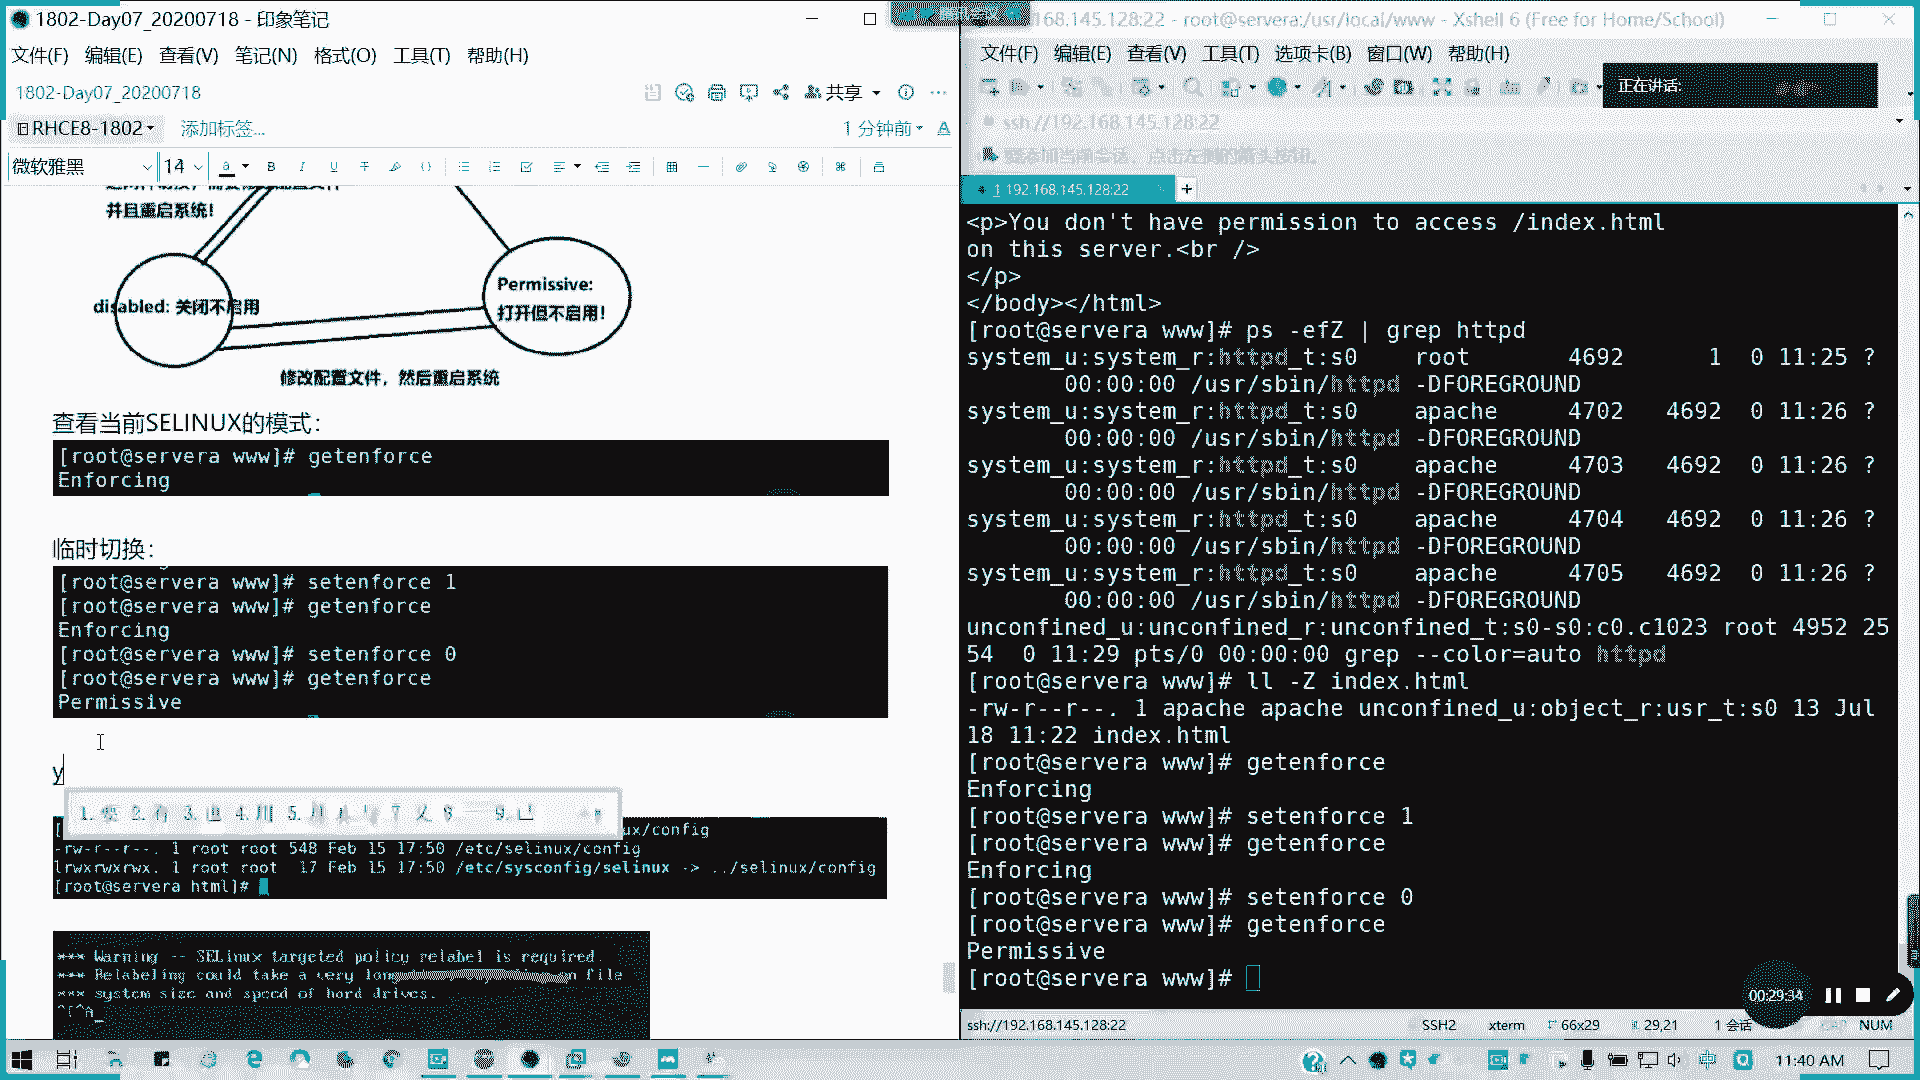 1802-Day07_20200718 - 印象笔记
文件(F) 编辑(E) 查看(V) 笔记(N) 格式(O) 工具(T) 帮助(H)
1802-Day07_20200718
共享
RHCE8-1802
添加标签...
1 分钟前
微软雅黑
14
并且重启系统!
disabled: 关闭不启用
Permissive:
打开但不启用!
修改配置文件，然后重启系统
查看当前SELINUX的模式:
[root@servera www]# getenforce
Enforcing
临时切换:
[root@servera www]# setenforce 1
[root@servera www]# getenforce
Enforcing
[root@servera www]# setenforce 0
[root@servera www]# getenforce
Permissive
y
ux/config
-rw-r--r--. 1 root root 548 Feb 15 17:50 /etc/selinux/config
lrwxrwxrwx. 1 root root  17 Feb 15 17:50 /etc/sysconfig/selinux -> ../selinux/config
[root@servera html]#
*** Warning -- SELinux targeted policy relabel is required.
*** Relabeling could take a very long file
*** system size and speed of hard drives.
68.145.128:22 - root@servera:/usr/local/www - Xshell 6 (Free for Home/School)
文件(F) 编辑(E) 查看(V) 工具(T) 选项卡(B) 窗口(W) 帮助(H)
正在讲话:
ssh://192.168.145.128:22
要添加当前会话，点击左侧的箭头按钮。
1 192.168.145.128:22
<p>You don't have permission to access /index.html
on this server.<br />
</p>
</body></html>
[root@servera www]# ps -efZ | grep httpd
system_u:system_r:httpd_t:s0    root       4692      1  0 11:25 ?
00:00:00 /usr/sbin/httpd -DFOREGROUND
system_u:system_r:httpd_t:s0    apache     4702   4692  0 11:26 ?
00:00:00 /usr/sbin/httpd -DFOREGROUND
system_u:system_r:httpd_t:s0    apache     4703   4692  0 11:26 ?
00:00:00 /usr/sbin/httpd -DFOREGROUND
system_u:system_r:httpd_t:s0    apache     4704   4692  0 11:26 ?
00:00:00 /usr/sbin/httpd -DFOREGROUND
system_u:system_r:httpd_t:s0    apache     4705   4692  0 11:26 ?
00:00:00 /usr/sbin/httpd -DFOREGROUND
unconfined_u:unconfined_r:unconfined_t:s0-s0:c0.c1023 root 4952 25
54  0 11:29 pts/0 00:00:00 grep --color=auto httpd
[root@servera www]# ll -Z index.html
-rw-r--r--. 1 apache apache unconfined_u:object_r:usr_t:s0 13 Jul
18 11:22 index.html
[root@servera www]# getenforce
Enforcing
[root@servera www]# setenforce 1
[root@servera www]# getenforce
Enforcing
[root@servera www]# setenforce 0
[root@servera www]# getenforce
Permissive
[root@servera www]#
00:29:34
ssh://192.168.145.128:22
SSH2
xterm
66x29
29,21
1 会话
CAP NUM
中
11:40 AM